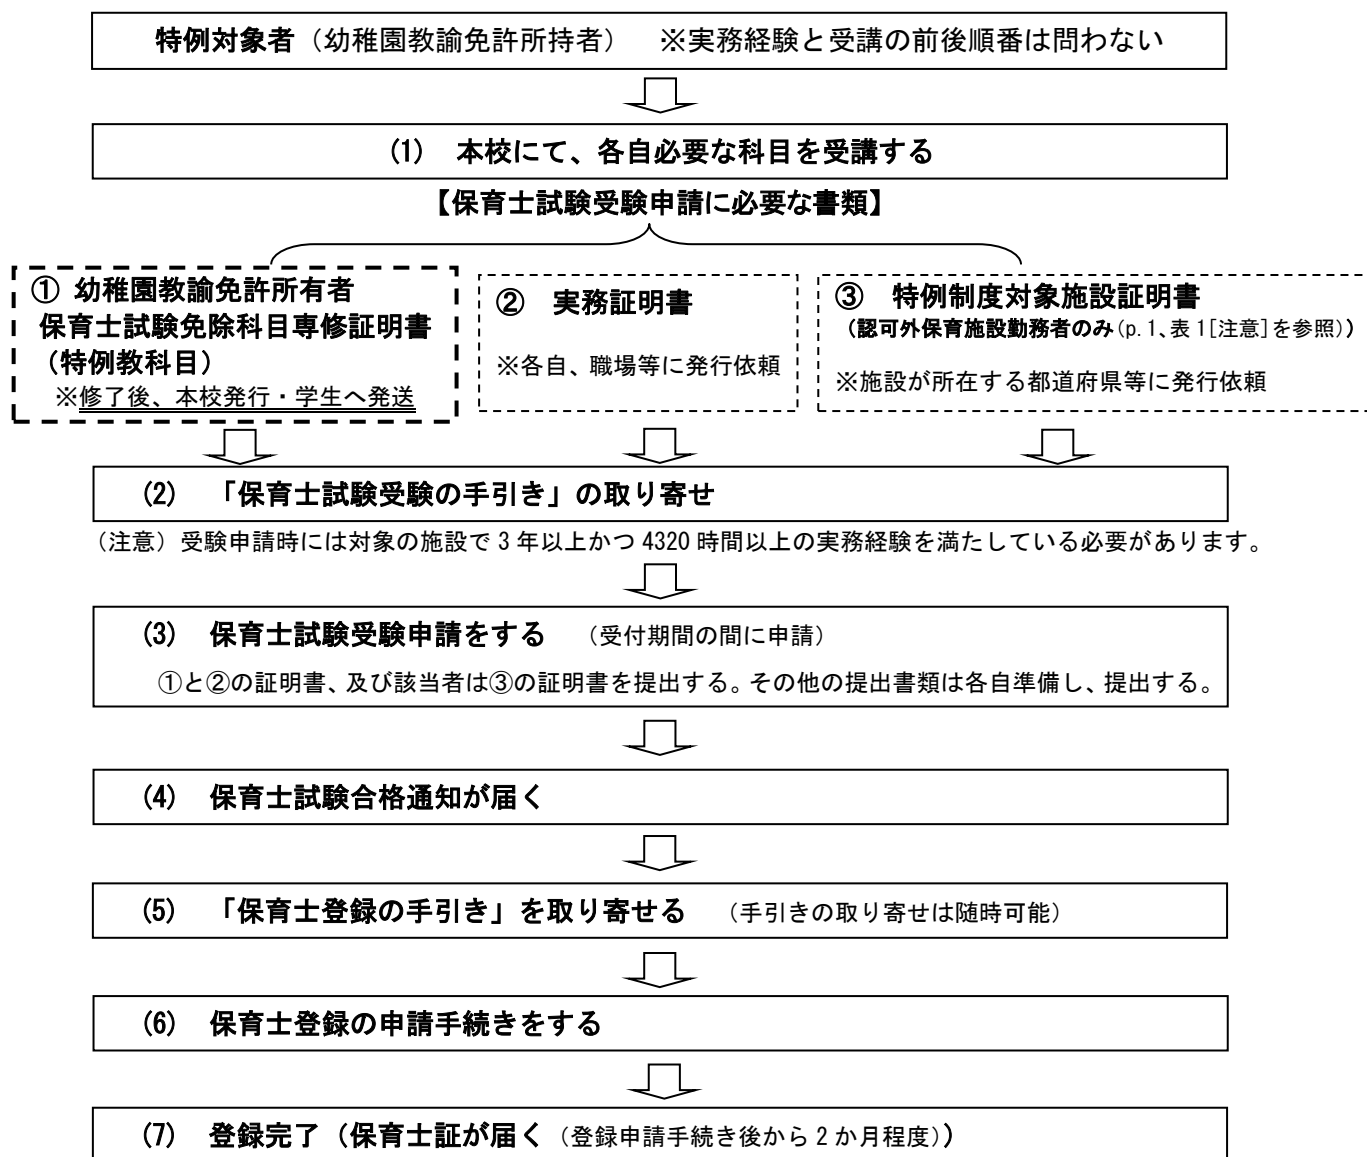 特例対象者（幼稚園教諭免許所持者）　※実務経験と受講の前後順番は問わない
(1)　本校にて、各自必要な科目を受講する
【保育士試験受験申請に必要な書類】
① 幼稚園教諭免許所有者
保育士試験免除科目専修証明書
（特例教科目）
※修了後、本校発行・学生へ発送
②　実務証明書
※各自、職場等に発行依頼
③　特例制度対象施設証明書
（認可外保育施設勤務者のみ(p.1、表1[注意]を参照)）
※施設が所在する都道府県等に発行依頼
(2)　「保育士試験受験の手引き」の取り寄せ
（注意）受験申請時には対象の施設で3年以上かつ4320時間以上の実務経験を満たしている必要があります。
(3)　保育士試験受験申請をする　（受付期間の間に申請）
①と②の証明書、及び該当者は③の証明書を提出する。その他の提出書類は各自準備し、提出する。
(4)　保育士試験合格通知が届く
(5)　「保育士登録の手引き」を取り寄せる　（手引きの取り寄せは随時可能）
(6)　保育士登録の申請手続きをする
(7)　登録完了（保育士証が届く（登録申請手続き後から2か月程度））